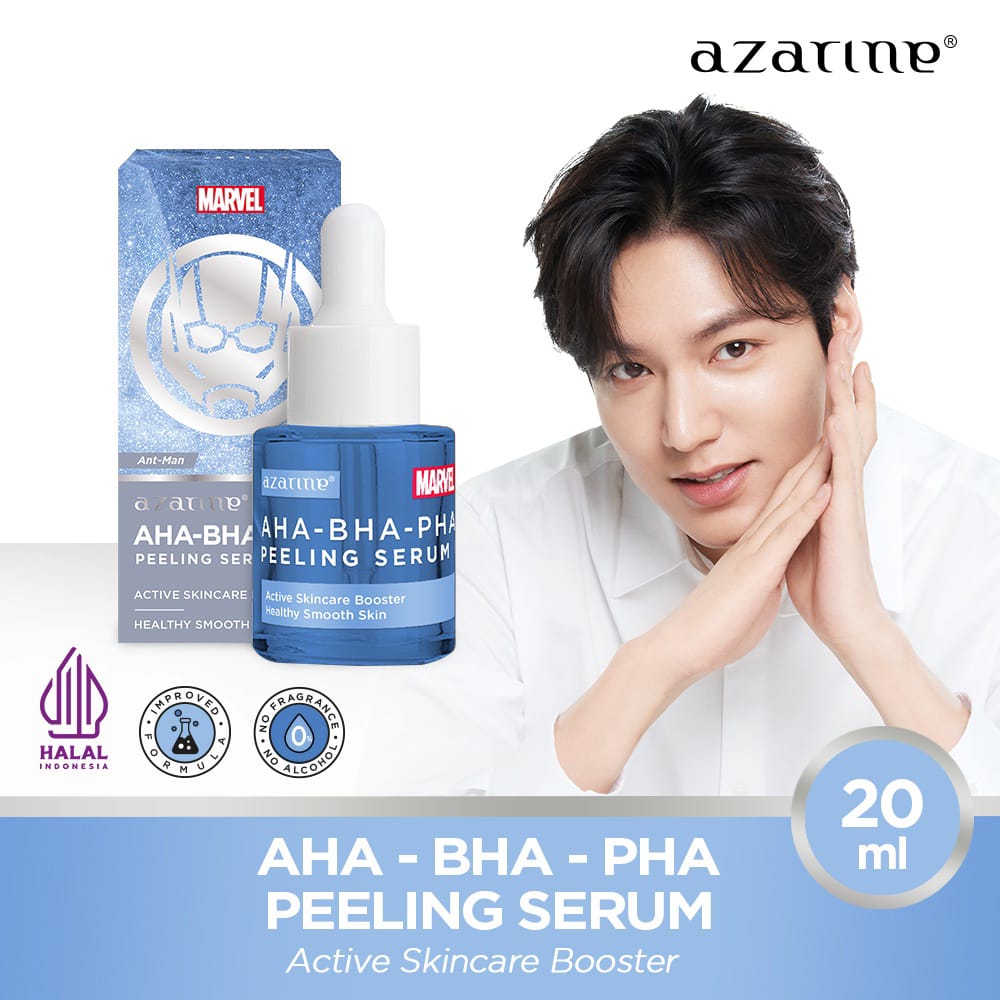 azarine®
MARVEL
Ant-Man
azarine®
AHA-BHA
PEELING SER
ACTIVE SKINCARE
HEALTHY SMOOTH
azarine®
MARVEL
AHA-BHA-PHA
PEELING SERUM
Active Skincare Booster
Healthy Smooth Skin
HALAL
INDONESIA
IMPROVED
FORMULA
NO FRAGRANCE
0%
NO ALCOHOL
20
ml
AHA - BHA - PHA
PEELING SERUM
Active Skincare Booster